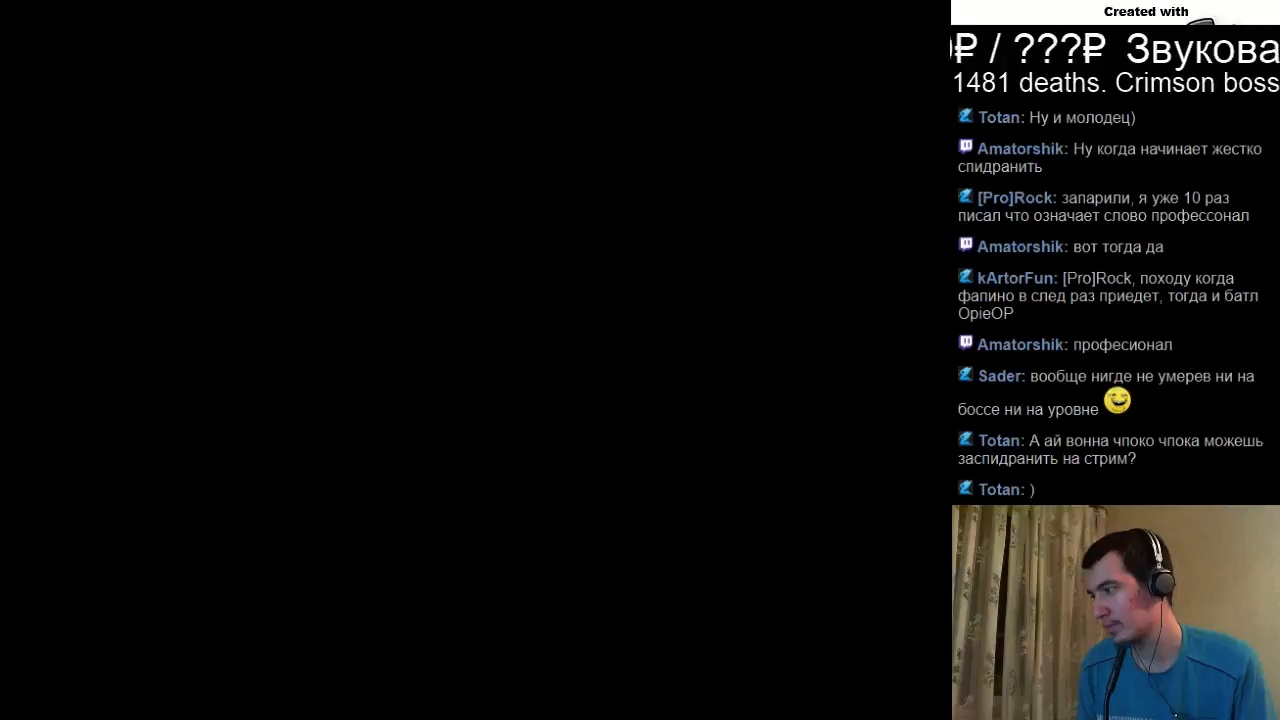 Created with
₽ / ???₽ Звукова
1481 deaths. Crimson boss
Totan: Ну и молодец)
Amatorshik: Ну когда начинает жестко
спидранить
[Pro]Rock: запарили, я уже 10 раз
писал что означает слово профессонал
Amatorshik: вот тогда да
kArtorFun: [Pro]Rock, походу когда
фапино в след раз приедет, тогда и батл
OpieOP
Amatorshik: професионал
Sader: вообще нигде не умерев ни на
боссе ни на уровне
Totan: А ай вонна чпоко чпока можешь
заспидранить на стрим?
Totan: )